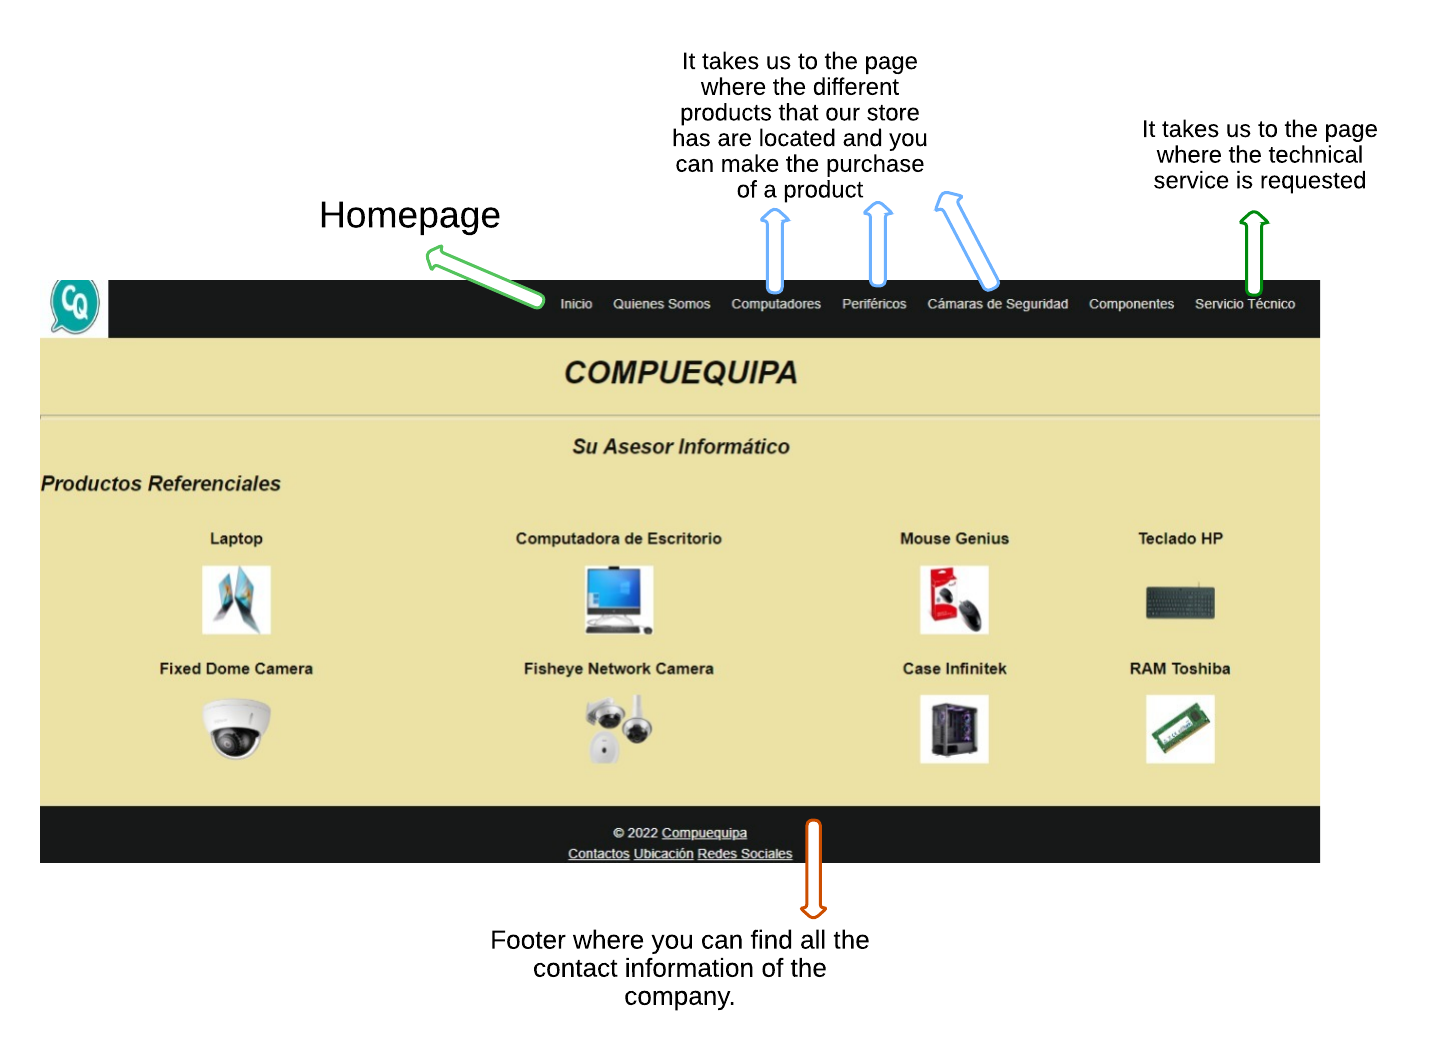 It takes us to the page
where the different
products that our store
has are located and you
can make the purchase
of a product
It takes us to the page
where the technical
service is requested
Homepage
CQ
Inicio Quienes Somos Computadores Periféricos Cámaras de Seguridad Componentes Servicio Técnico
COMPUEQUIPA
Su Asesor Informático
Productos Referenciales
Laptop Computadora de Escritorio Mouse Genius Teclado HP
Fixed Dome Camera Fisheye Network Camera Case Infinitek RAM Toshiba
© 2022 Compuequipa
Contactos Ubicación Redes Sociales
Footer where you can find all the
contact information of the
company.